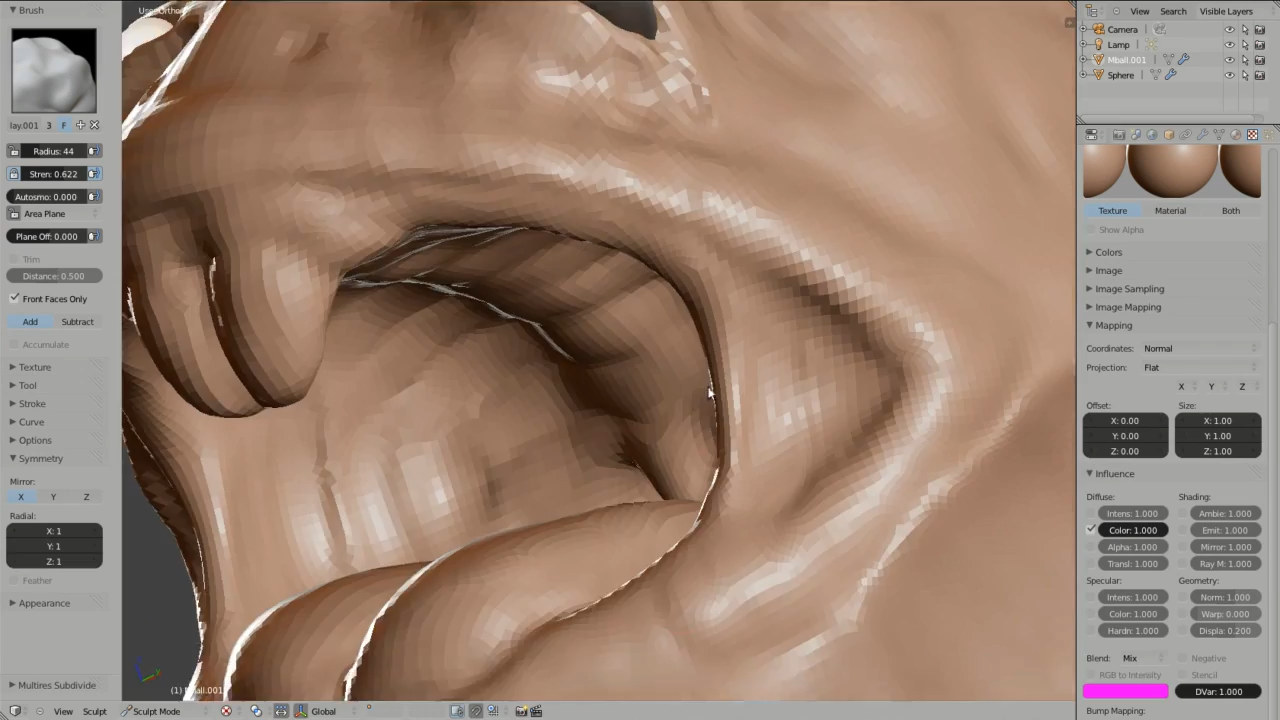 Brush
lay.001 3 F
Radius: 44
Stren: 0.622
Autosmo: 0.000
Area Plane
Plane Off: 0.000
Trim
Distance: 0.500
Front Faces Only
Add Subtract
Accumulate
Texture
Tool
Stroke
Curve
Options
Symmetry
Mirror:
X Y Z
Radial:
X: 1
Y: 1
Z: 1
Feather
Appearance
Multires Subdivide
User Ortho
(1) Mball.001
View Sculpt Sculpt Mode Global
View Search Visible Layers
Camera
Lamp
Mball.001
Sphere
Texture Material Both
Show Alpha
Colors
Image
Image Sampling
Image Mapping
Mapping
Coordinates: Normal
Projection: Flat
X Y Z
Offset: Size:
X: 0.00 X: 1.00
Y: 0.00 Y: 1.00
Z: 0.00 Z: 1.00
Influence
Diffuse: Shading:
Intens: 1.000 Ambie: 1.000
Color: 1.000 Emit: 1.000
Alpha: 1.000 Mirror: 1.000
Transl: 1.000 Ray M: 1.000
Specular: Geometry:
Intens: 1.000 Norm: 1.000
Color: 1.000 Warp: 0.000
Hardn: 1.000 Displa: 0.200
Blend: Mix Negative
RGB to Intensity Stencil
DVar: 1.000
Bump Mapping: